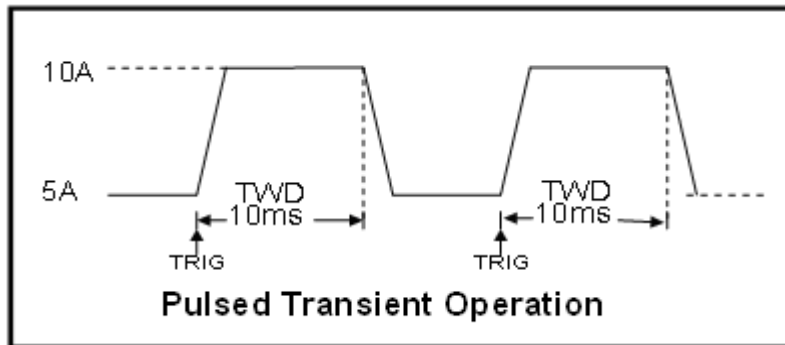 10A
5A
TWD
10ms
TWD
10ms
TRIG
TRIG
Pulsed Transient Operation